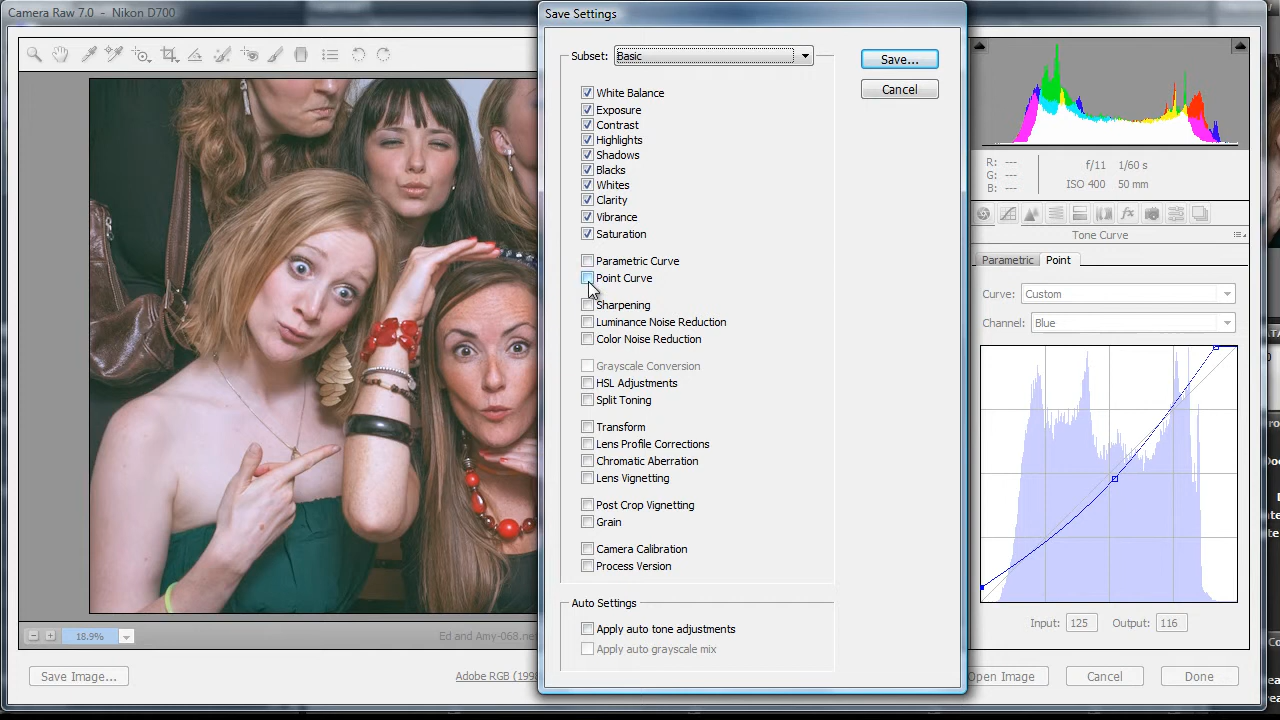 Camera Raw 7.0 - Nikon D700
Save Settings
Subset: Basic
Save...
Cancel
White Balance
Exposure
Contrast
Highlights
Shadows
Blacks
Whites
Clarity
Vibrance
Saturation
Parametric Curve
Point Curve
Sharpening
Luminance Noise Reduction
Color Noise Reduction
Grayscale Conversion
HSL Adjustments
Split Toning
Transform
Lens Profile Corrections
Chromatic Aberration
Lens Vignetting
Post Crop Vignetting
Grain
Camera Calibration
Process Version
Auto Settings
Apply auto tone adjustments
Apply auto grayscale mix
R: ---
G: ---
B: ---
f/11 1/60 s
ISO 400 50 mm
fx
Tone Curve
Parametric Point
Curve: Custom
Channel: Blue
Input: 125 Output: 116
18.9%
Ed and Amy-068.ne
Save Image...
Adobe RGB (199
Open Image
Cancel
Done